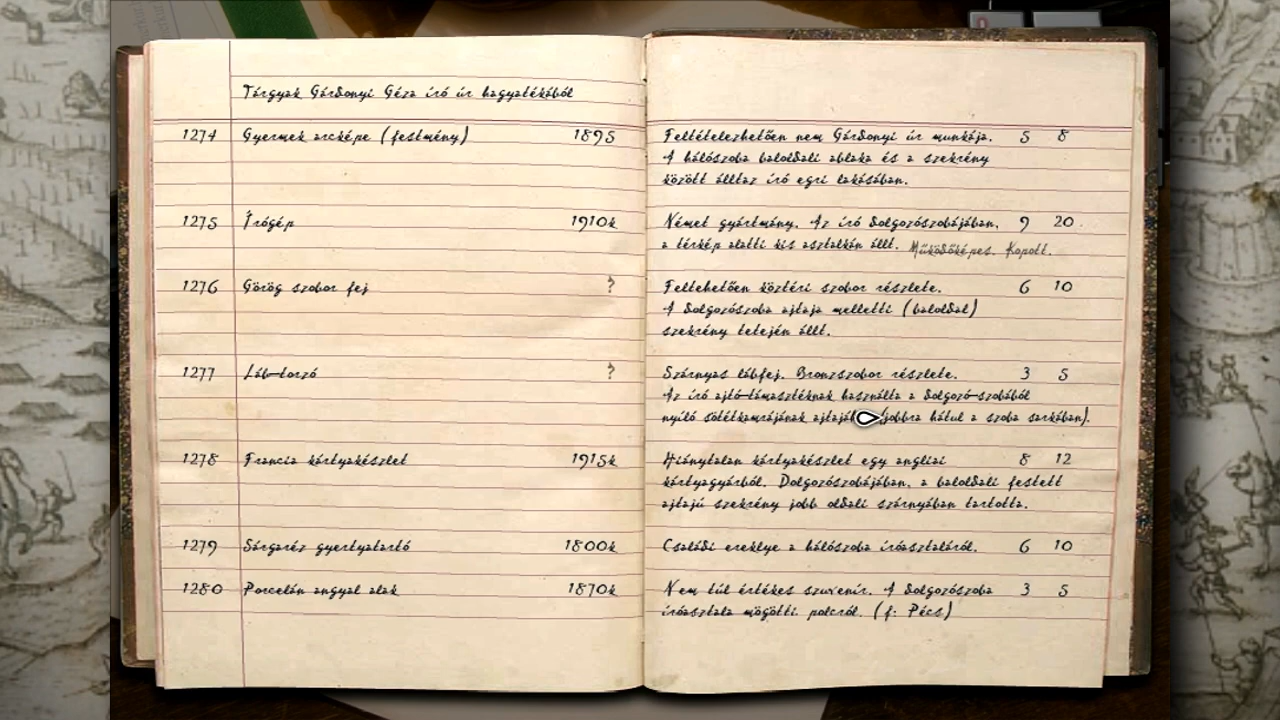 Tárgyak Gárdonyi Géza író úr hagyatékából
1274 Gyermek arcképe (festmény) 1895 Feltételezhetően nem Gárdonyi úr munkája. 5 8
A hálószoba baloldali ablaka és a szekrény
között álltaz író egri lakásában.
1275 Írógép 1910k Német gyártmány. Az író dolgozószobájában, 9 20.
a térkép alatti kis asztalkán állt. Működőképes. Kopott.
1276 Görög szobor fej ? Feltehetően köztéri szobor részlete. 6 10
A dolgozószoba ajtaja melletti (baloldal)
szekrény tetején állt.
1277 Láb-torzó ? Szárnyas lábfej. Bronzszobor részlete. 3 5
Az író ajtó-támasztéknak használta a dolgozó-szobából
nyíló sötétkamrájának (jobbra hátul a szoba sarkában).
1278 Francia kártyakészlet 1915k Hiánytalan kártyakészlet egy angliai 8 12
kártyagyárból. Dolgozószobájában, a baloldali festett
ajtajú szekrény jobb oldali szárnyában tartotta.
1279 Sárgaréz gyertyatartó 1800k Családi ereklye a hálószoba íróasztaláról. 6 10
1280 Porcelán angyal alak 1870k Nem túl értékes szuvenír. A dolgozószoba 3 5
íróasztala mögötti polcról. (f: Pécs)